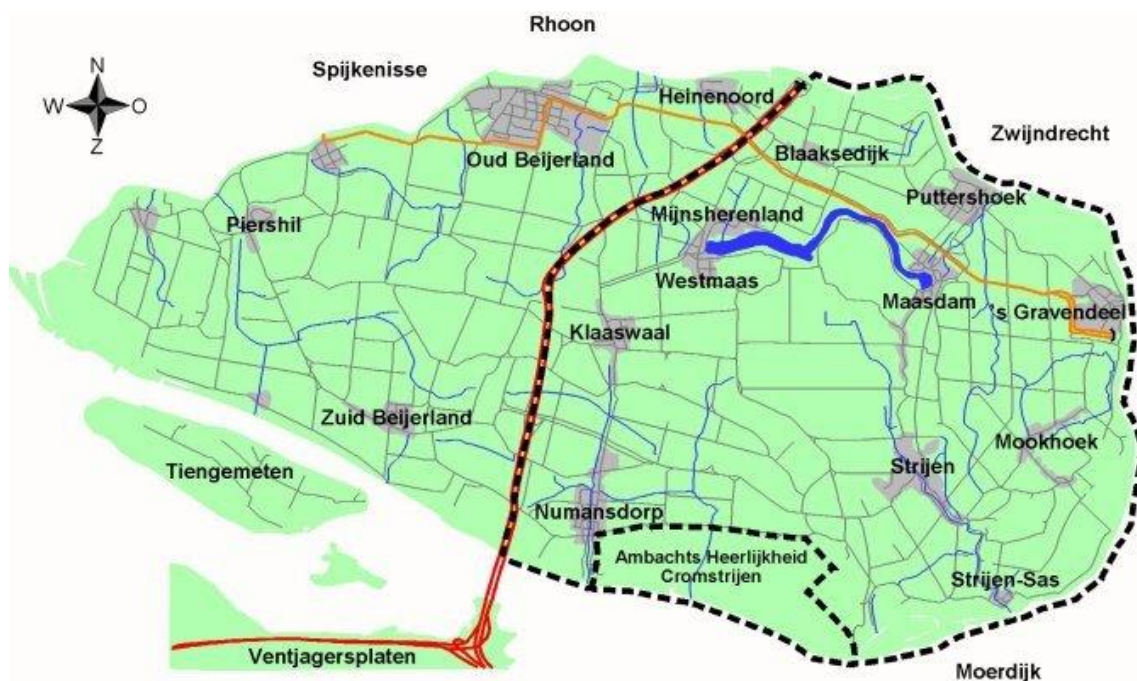 Rhoon
Spijkenisse
N
W
O
Z
Heinenoord
Zwijndrecht
Oud Beijerland
Blaaksedijk
Puttershoek
Piershil
Mijnsherenland
Westmaas
Maasdam
's Gravendeel
Klaaswaal
Zuid Beijerland
Mookhoek
Tiengemeten
Strijen
Numansdorp
Ambachts Heerlijkheid
Cromstrijen
Strijen-Sas
Ventjagersplaten
Moerdijk